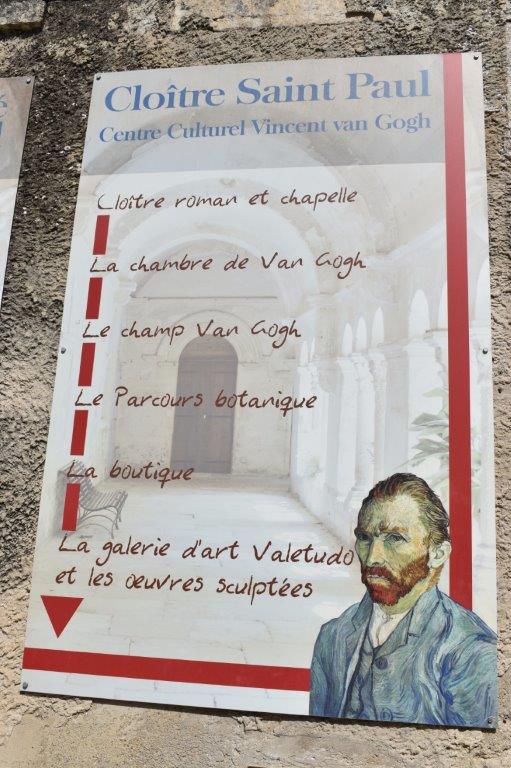 Cloître Saint Paul
Centre Culturel Vincent van Gogh
Cloître roman et chapelle
La chambre de Van Gogh
Le champ Van Gogh
Le Parcours botanique
La boutique
La galerie d'art Valetudo
et les œuvres sculptées